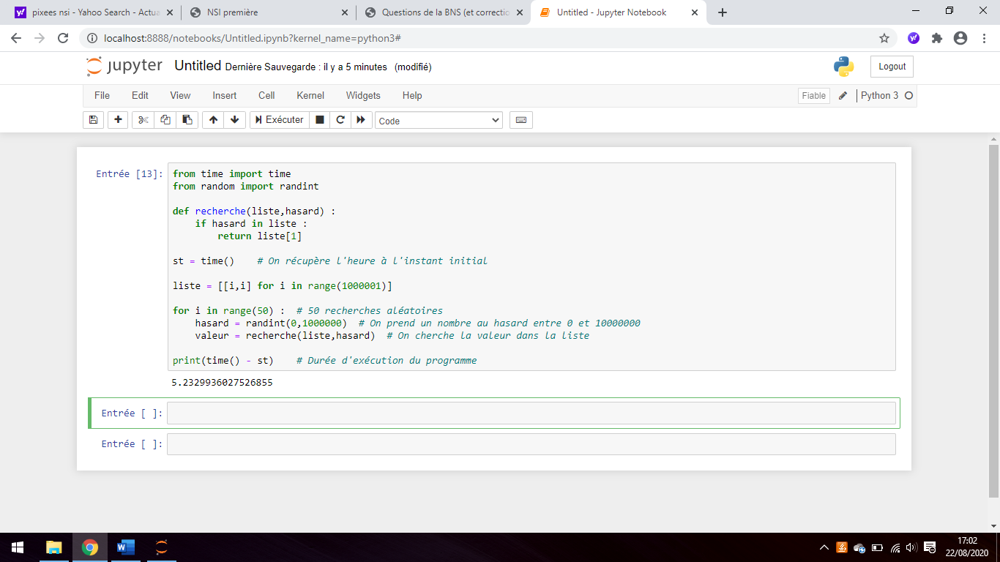 pixees nsi - Yahoo Search - Actua
NSI première
Questions de la BNS (et correctio
Untitled - Jupyter Notebook
localhost:8888/notebooks/Untitled.ipynb?kernel_name=python3#
jupyter Untitled Dernière Sauvegarde : il y a 5 minutes (modifié)
Logout
File Edit View Insert Cell Kernel Widgets Help
Fiable
Python 3
Exécuter
Code
Entrée [13]:
from time import time
from random import randint
def recherche(liste,hasard) :
if hasard in liste :
return liste[1]
st = time() # On récupère l'heure à l'instant initial
liste = [[i,i] for i in range(1000001)]
for i in range(50) : # 50 recherches aléatoires
hasard = randint(0,1000000) # On prend un nombre au hasard entre 0 et 10000000
valeur = recherche(liste,hasard) # On cherche la valeur dans la liste
print(time() - st) # Durée d'exécution du programme
5.2329936027526855
Entrée [ ]:
Entrée [ ]:
17:02
22/08/2020